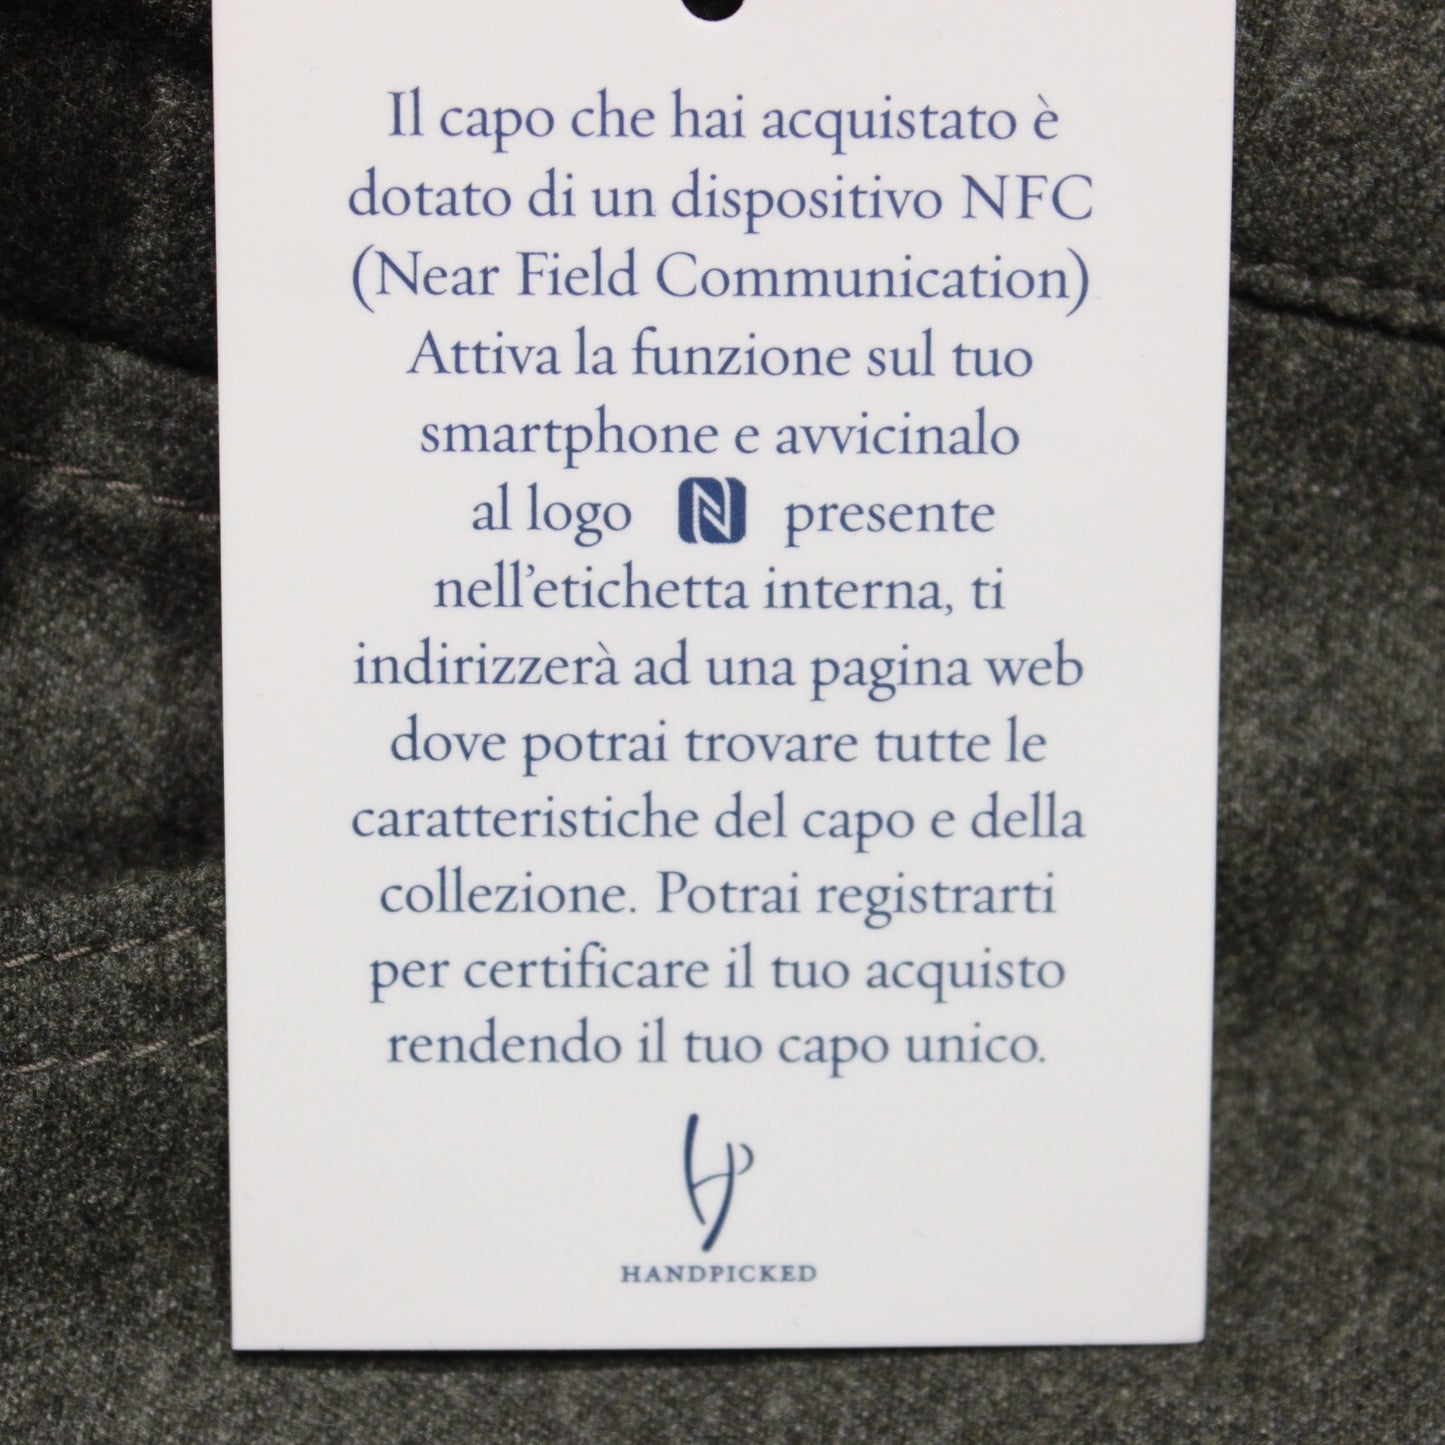 Il capo che hai acquistato è
dotato di un dispositivo NFC
(Near Field Communication)
Attiva la funzione sul tuo
smartphone e avvicinalo
al logo N presente
nell’etichetta interna, ti
indirizzerà ad una pagina web
dove potrai trovare tutte le
caratteristiche del capo e della
collezione. Potrai registrarti
per certificare il tuo acquisto
rendendo il tuo capo unico.
hp
HANDPICKED